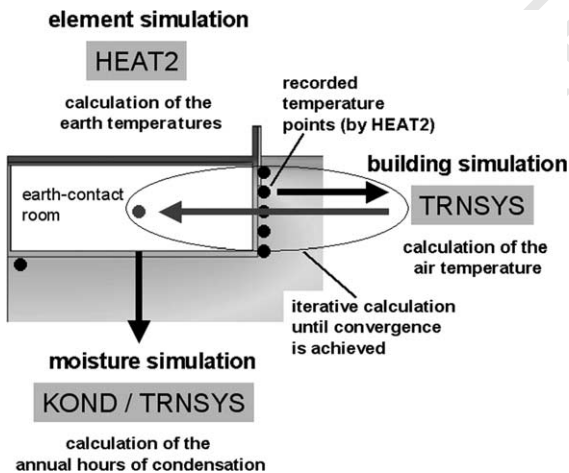 element simulation
HEAT2
calculation of the
earth temperatures
recorded
temperature
points (by HEAT2)
building simulation
TRNSYS
calculation of the
air temperature
earth-contact
room
iterative calculation
until convergence
is achieved
moisture simulation
KOND / TRNSYS
calculation of the
annual hours of condensation